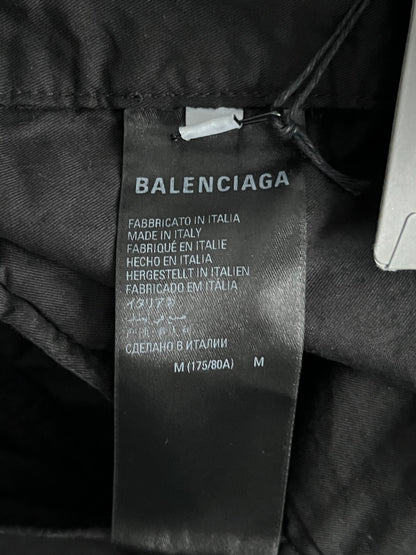 BALENCIAGA
FABBRICATO IN ITALIA
MADE IN ITALY
FABRIQUÉ EN ITALIE
HECHO EN ITALIA
HERGESTELLT IN ITALIEN
FABRICADO EM ITÁLIA
イタリア製
СДЕЛАНО В ИТАЛИИ
M (175/80A) M